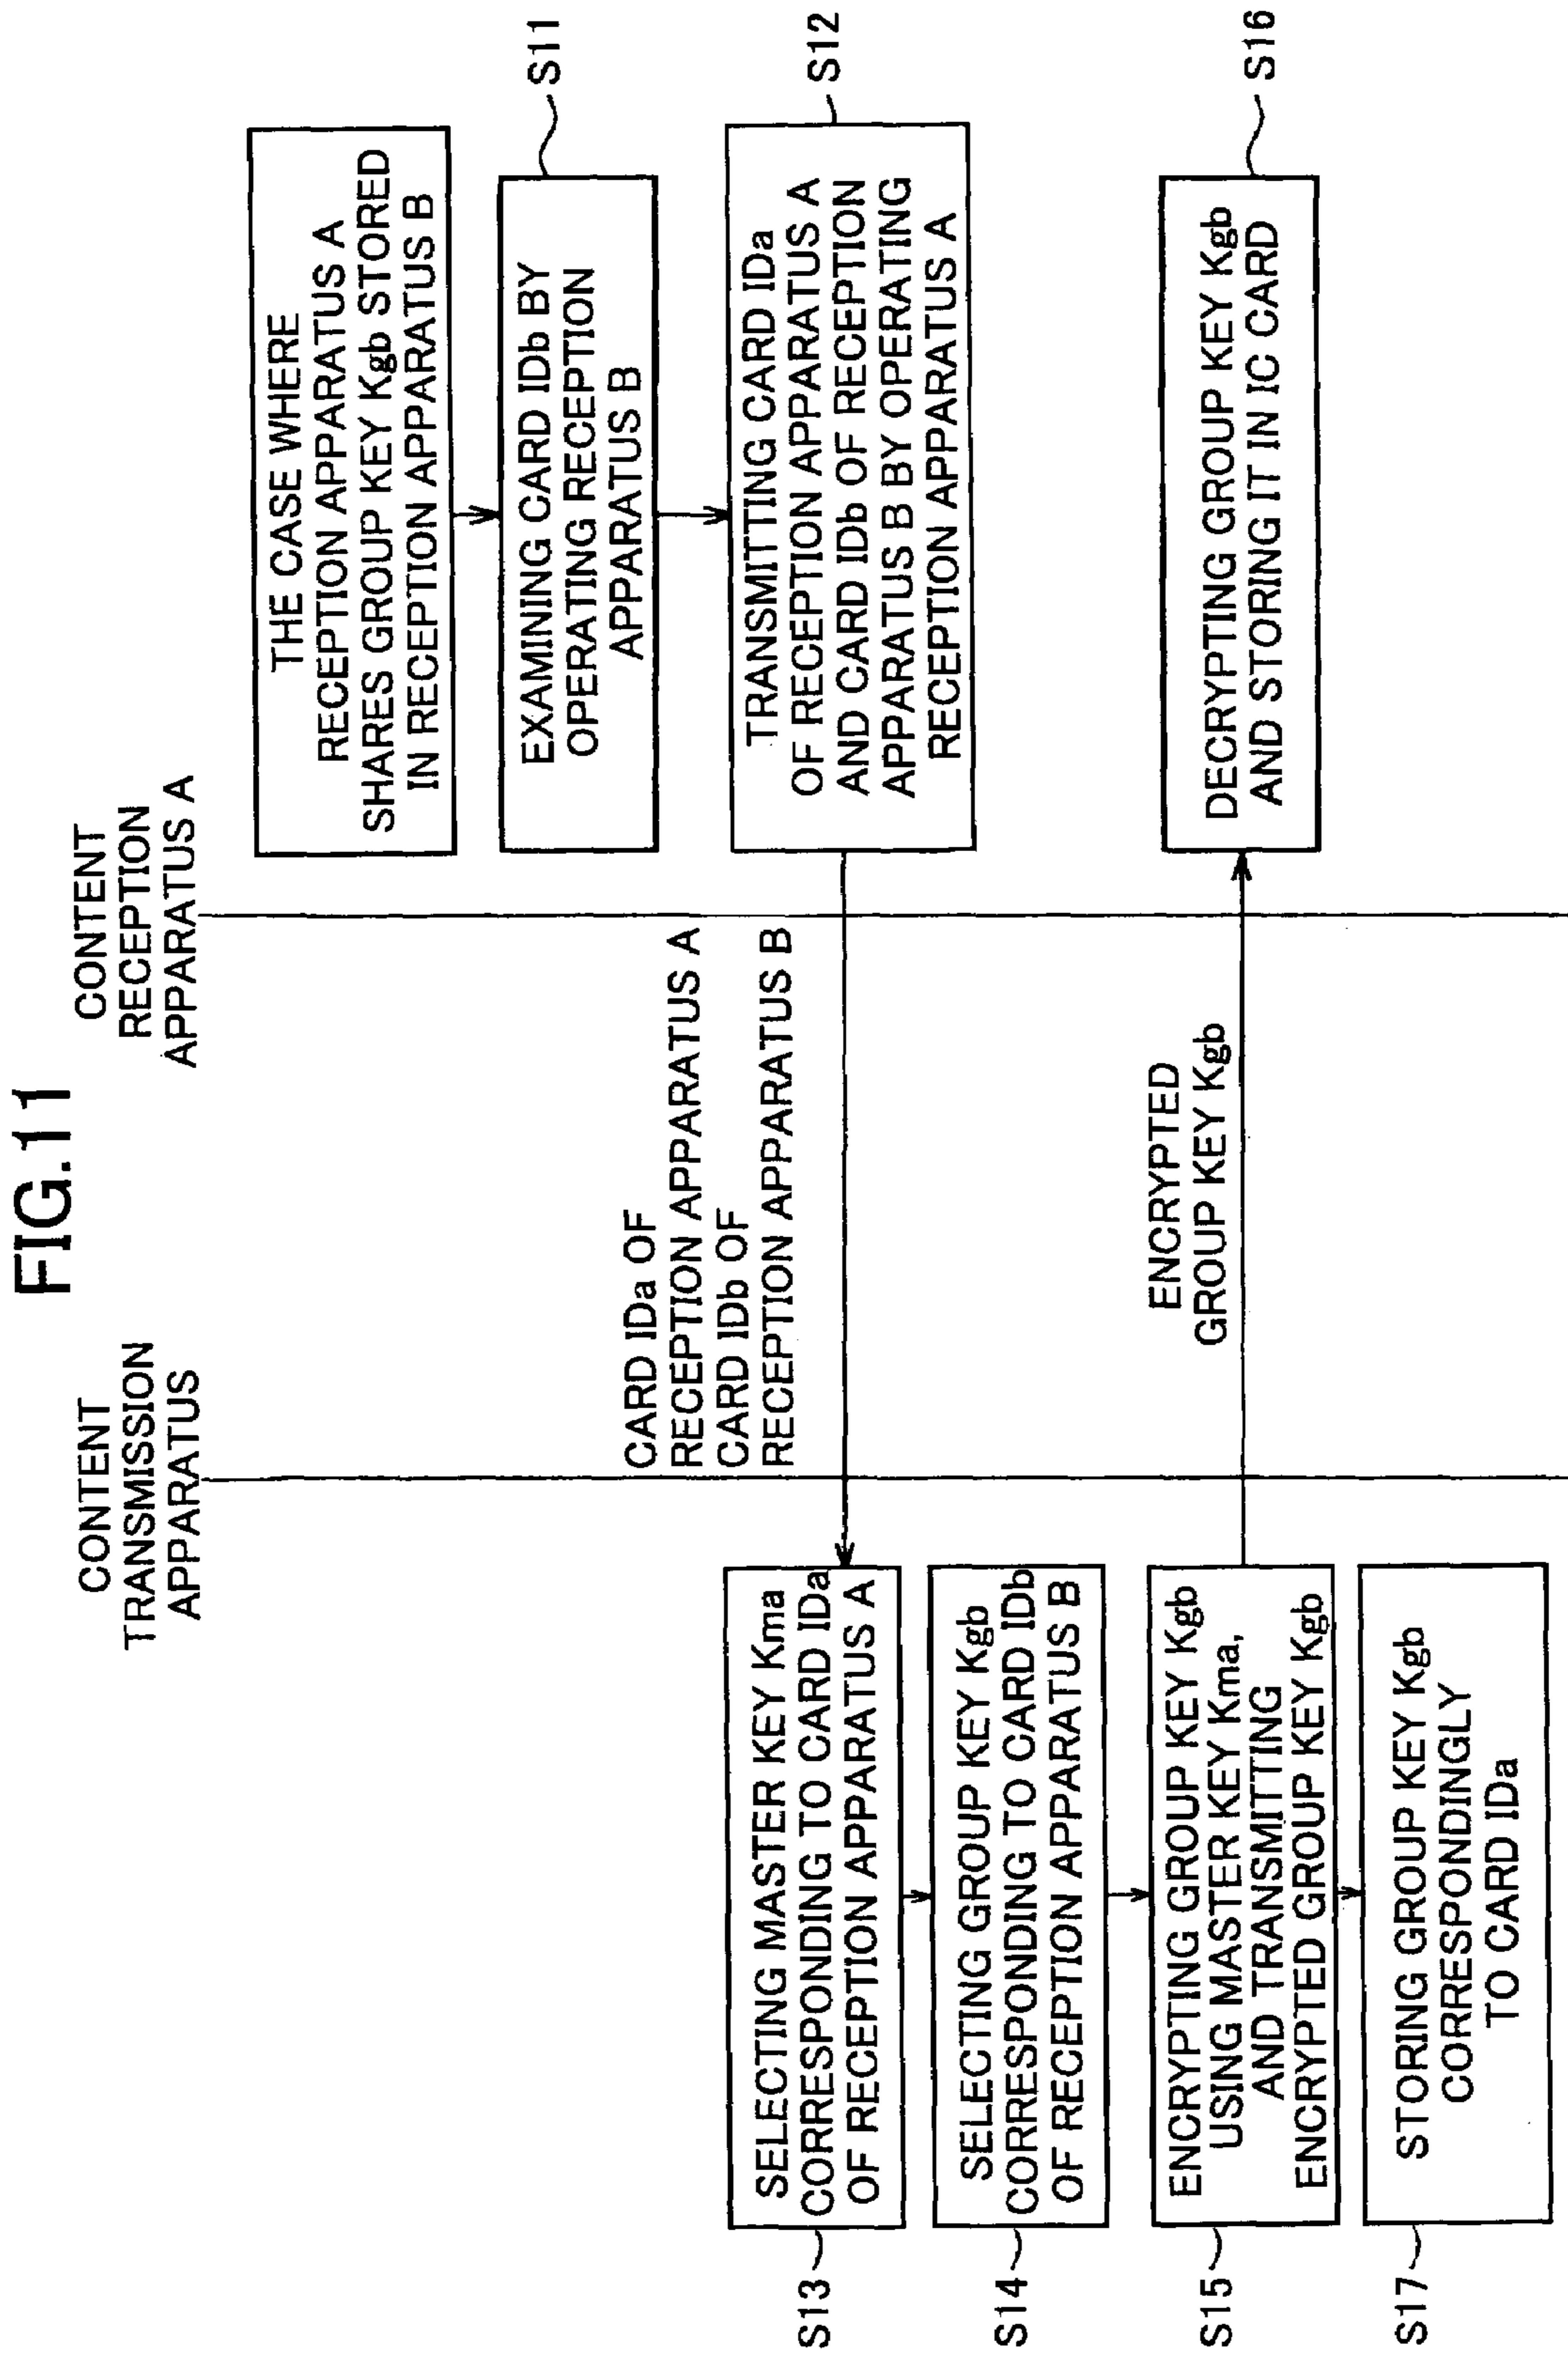 FIG.11
CONTENT
TRANSMISSION
APPARATUS
CONTENT
RECEPTION
APPARATUS A
THE CASE WHERE
RECEPTION APPARATUS A
SHARES GROUP KEY Kgb STORED
IN RECEPTION APPARATUS B
EXAMINING CARD IDb BY
OPERATING RECEPTION
APPARATUS B
S11
TRANSMITTING CARD IDa
OF RECEPTION APPARATUS A
AND CARD IDb OF RECEPTION
APPARATUS B BY OPERATING
RECEPTION APPARATUS A
S12
CARD IDa OF
RECEPTION APPARATUS A
CARD IDb OF
RECEPTION APPARATUS B
S13
SELECTING MASTER KEY Kma
CORRESPONDING TO CARD IDa
OF RECEPTION APPARATUS A
S14
SELECTING GROUP KEY Kgb
CORRESPONDING TO CARD IDb
OF RECEPTION APPARATUS B
S15
ENCRYPTING GROUP KEY Kgb
USING MASTER KEY Kma,
AND TRANSMITTING
ENCRYPTED GROUP KEY Kgb
ENCRYPTED
GROUP KEY Kgb
DECRYPTING GROUP KEY Kgb
AND STORING IT IN IC CARD
S16
S17
STORING GROUP KEY Kgb
CORRESPONDINGLY
TO CARD IDa